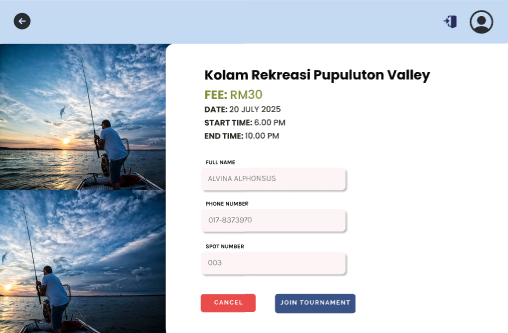 Kolam Rekreasi Pupuluton Valley
FEE: RM30
DATE: 20 JULY 2025
START TIME: 6.00 PM
END TIME: 10.00 PM
FULL NAME
ALVINA ALPHONSUS
PHONE NUMBER
017-8373970
SPOT NUMBER
003
CANCEL JOIN TOURNAMENT